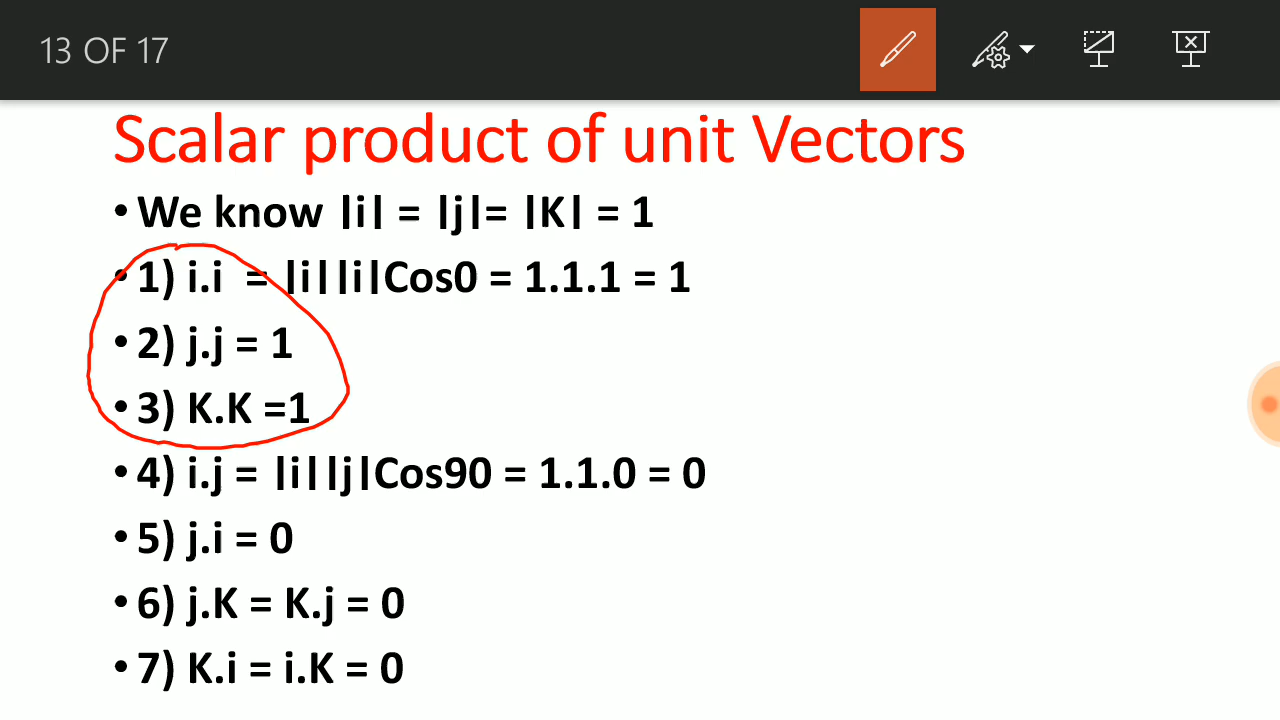 13 OF 17
Scalar product of unit Vectors
• We know |i| = |j|= |K| = 1
• 1) i.i = |i||i|Cos0 = 1.1.1 = 1
• 2) j.j = 1
• 3) K.K =1
• 4) i.j = |i||j|Cos90 = 1.1.0 = 0
• 5) j.i = 0
• 6) j.K = K.j = 0
• 7) K.i = i.K = 0